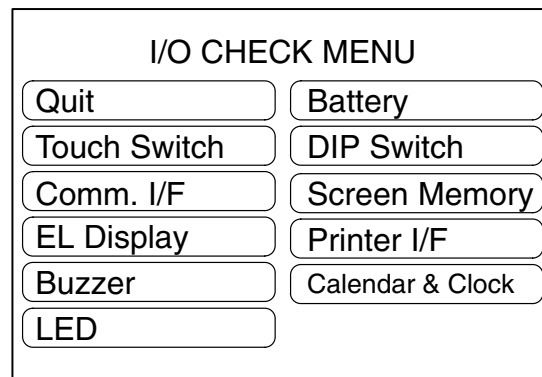 I/O CHECK MENU
Quit
Touch Switch
Comm. I/F
EL Display
Buzzer
LED
Battery
DIP Switch
Screen Memory
Printer I/F
Calendar & Clock